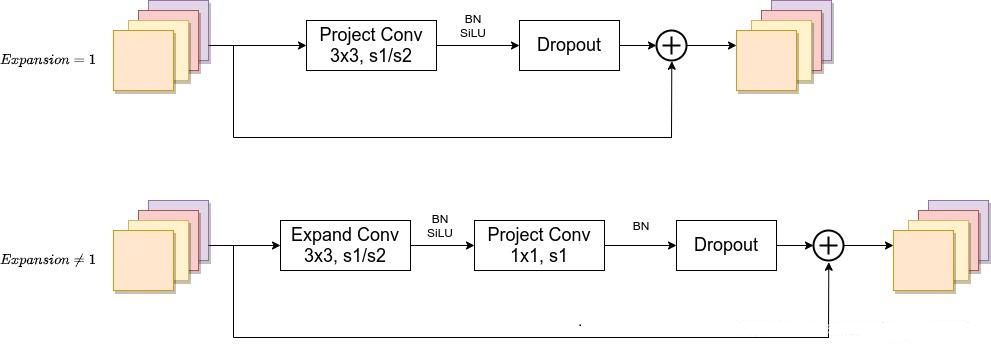 Expansion = 1
Project Conv
3x3, s1/s2
BN
SiLU
Dropout
Expansion ≠ 1
Expand Conv
3x3, s1/s2
BN
SiLU
Project Conv
1x1, s1
BN
Dropout